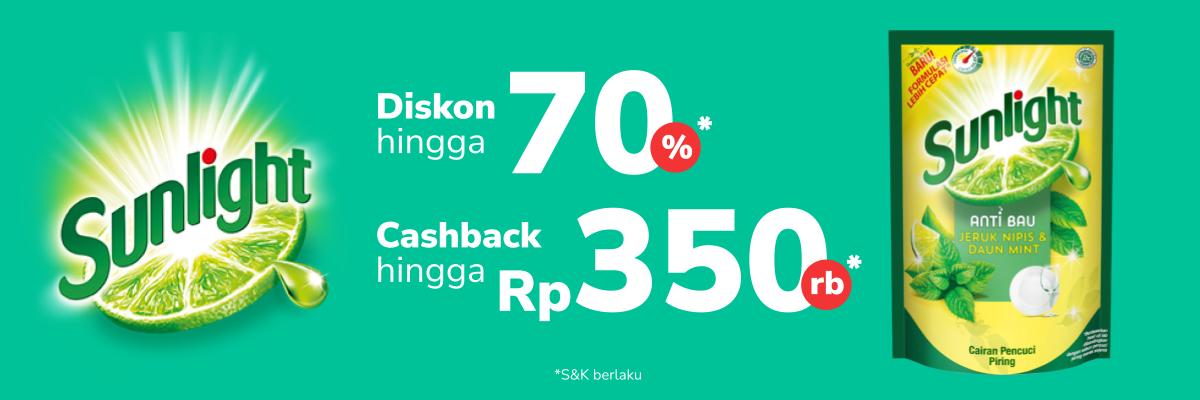 Sunlight
Diskon
hingga
70%*
Cashback
hingga
Rp350rb*
*S&K berlaku
BARU!
FORMULASI
LEBIH CEPAT*
Sunlight
ANTI BAU
JERUK NIPIS &
DAUN MINT
Cairan Pencuci
Piring